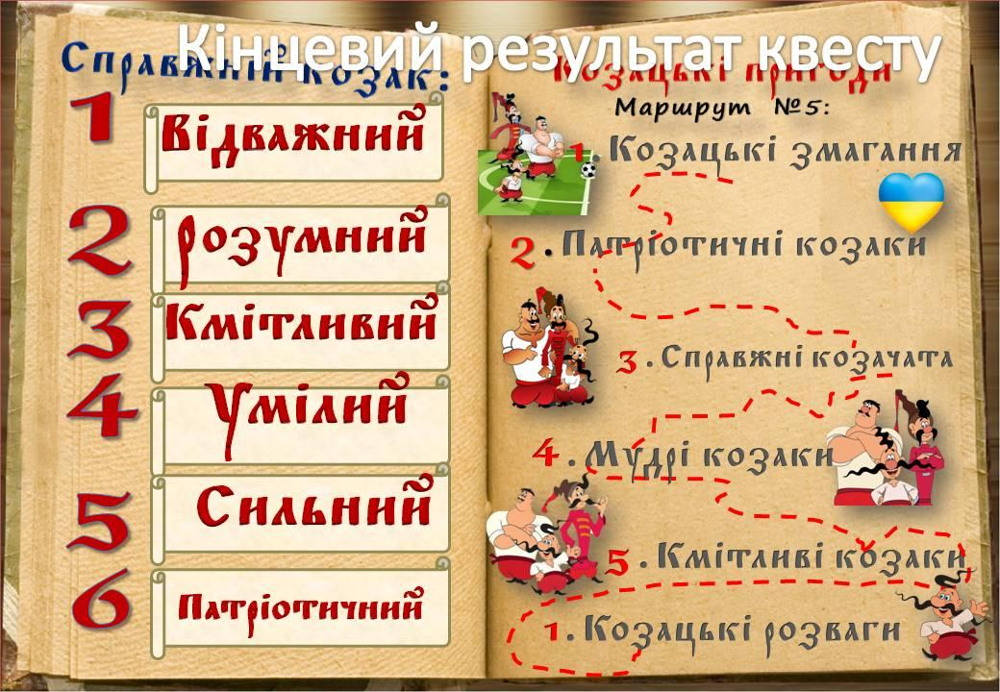 Кінцевий результат квесту
Справжній козак:
1 Відважний
2 Розумний
3 Кмітливий
4 Умілий
5 Сильний
6 Патріотичний
Козацькі пригоди
Маршрут №5:
1. Козацькі змагання
2. Патріотичні козаки
3. Справжні козачата
4. Мудрі козаки
5. Кмітливі козаки
1. Козацькі розваги